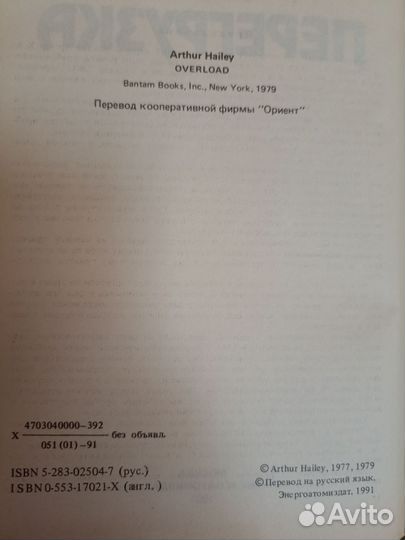 ПЕРЕГРУЗКА
Arthur Hailey
OVERLOAD
Bantam Books, Inc., New York, 1979
Перевод кооперативной фирмы "Ориент"
4703040000-392
X без объявл.
051 (01)-91
ISBN 5-283-02504-7 (рус.)
ISBN 0-553-17021-X (англ.)
© Arthur Hailey, 1977, 1979
© Перевод на русский язык.
Энергоатомиздат, 1991
Avito